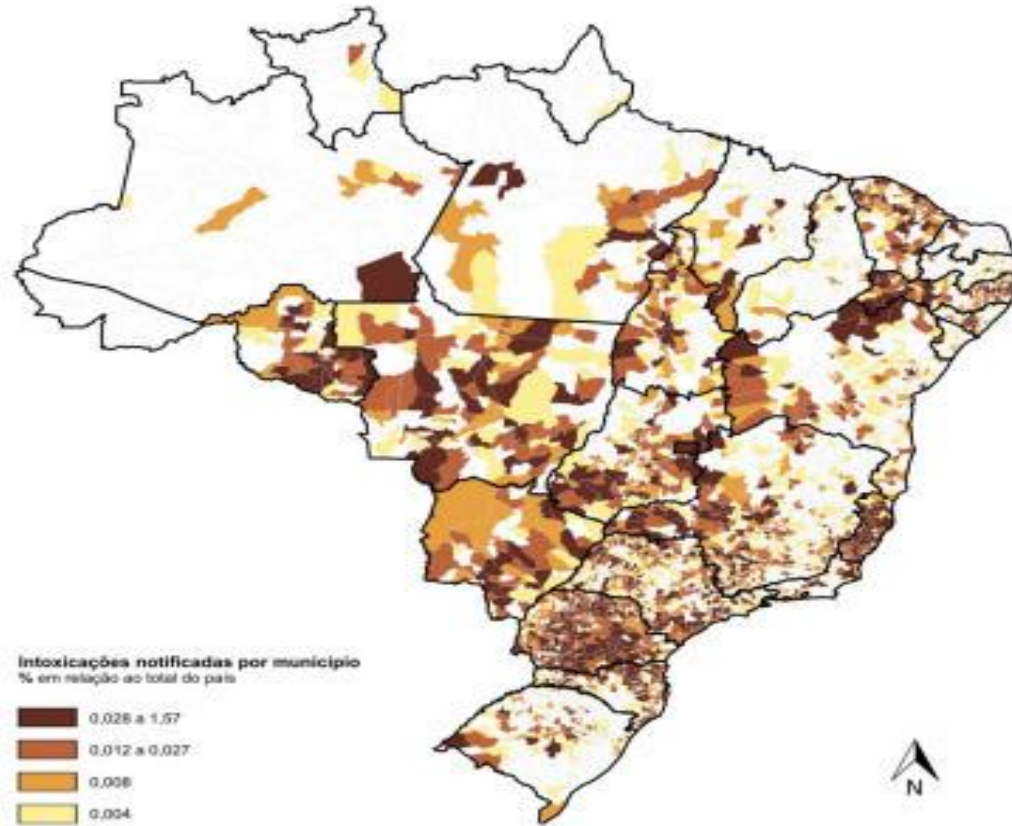 Intoxicações notificadas por município
% em relação ao total do país
0,028 a 1,57
0,012 a 0,027
0,008
0,004
N